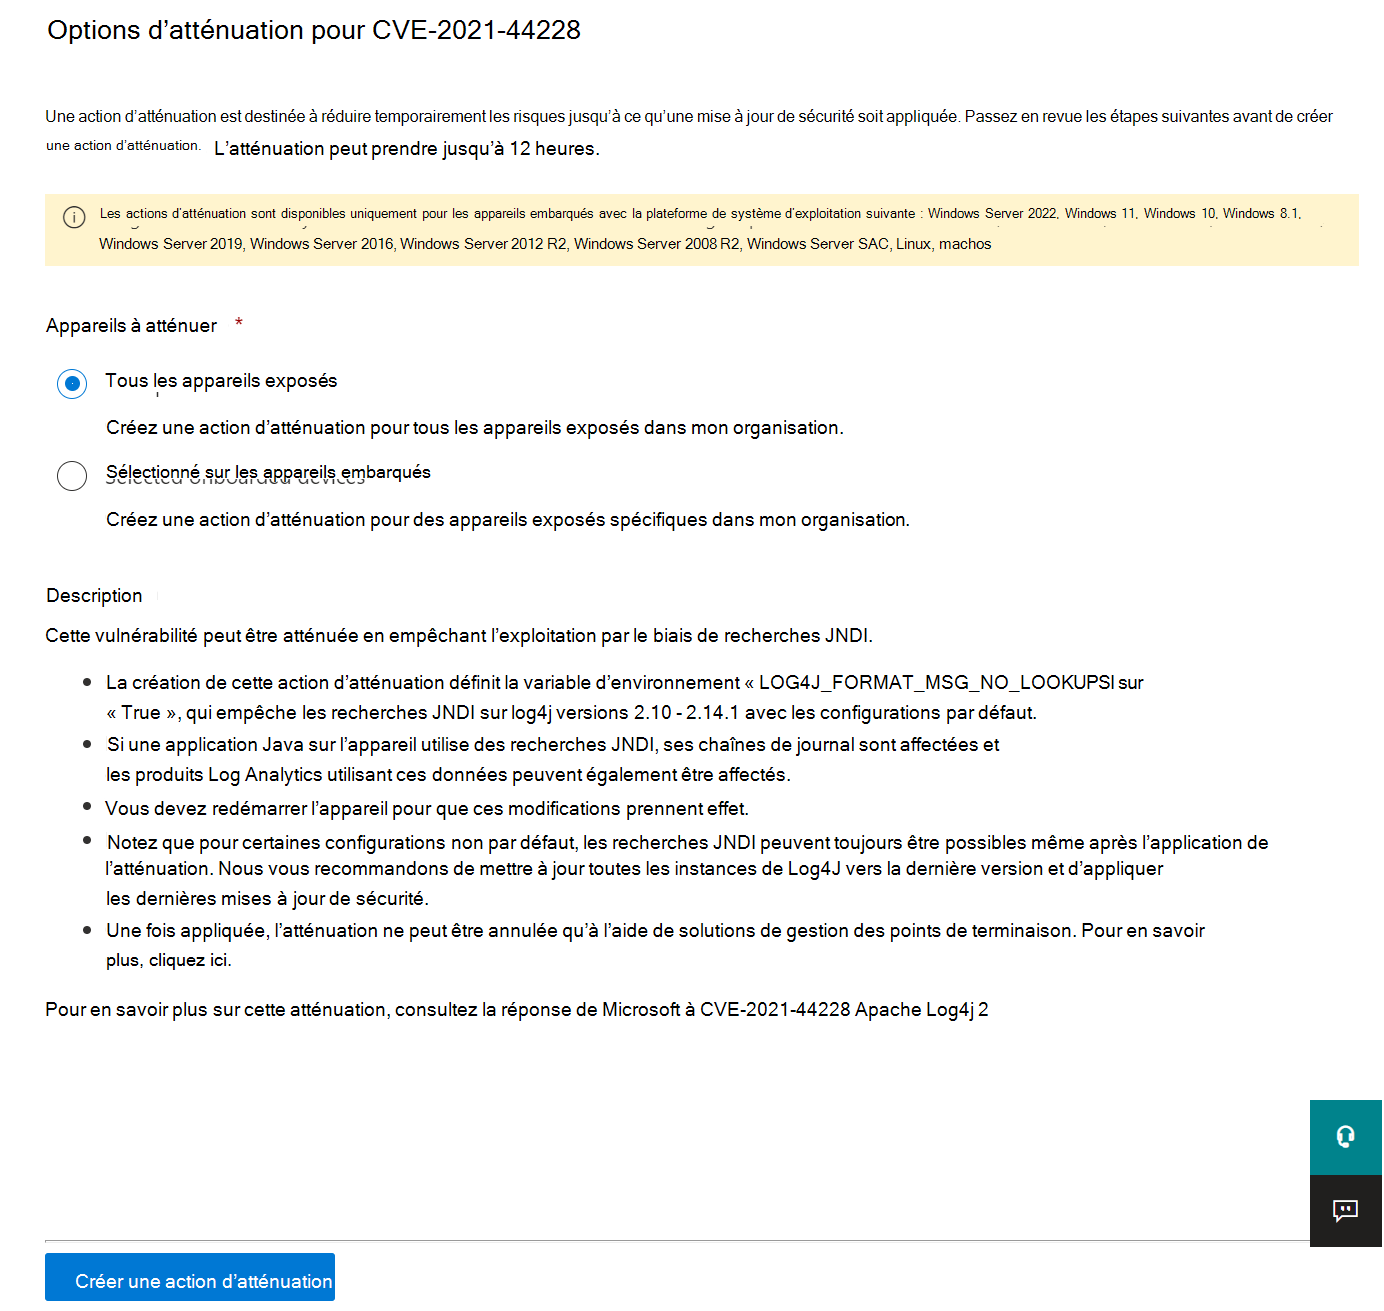 Options d’atténuation pour CVE-2021-44228
Une action d’atténuation est destinée à réduire temporairement les risques jusqu’à ce qu’une mise à jour de sécurité soit appliquée. Passez en revue les étapes suivantes avant de créer
une action d’atténuation. L’atténuation peut prendre jusqu’à 12 heures.
Les actions d’atténuation sont disponibles uniquement pour les appareils embarqués avec la plateforme de système d’exploitation suivante : Windows Server 2022, Windows 11, Windows 10, Windows 8.1,
Windows Server 2019, Windows Server 2016, Windows Server 2012 R2, Windows Server 2008 R2, Windows Server SAC, Linux, machos
Appareils à atténuer *
Tous les appareils exposés
Créez une action d’atténuation pour tous les appareils exposés dans mon organisation.
Sélectionné sur les appareils embarqués
Créez une action d’atténuation pour des appareils exposés spécifiques dans mon organisation.
Description
Cette vulnérabilité peut être atténuée en empêchant l’exploitation par le biais de recherches JNDI.
• La création de cette action d’atténuation définit la variable d’environnement « LOG4J_FORMAT_MSG_NO_LOOKUPSI sur
« True », qui empêche les recherches JNDI sur log4j versions 2.10 - 2.14.1 avec les configurations par défaut.
• Si une application Java sur l’appareil utilise des recherches JNDI, ses chaînes de journal sont affectées et
les produits Log Analytics utilisant ces données peuvent également être affectés.
• Vous devez redémarrer l’appareil pour que ces modifications prennent effet.
• Notez que pour certaines configurations non par défaut, les recherches JNDI peuvent toujours être possibles même après l’application de
l’atténuation. Nous vous recommandons de mettre à jour toutes les instances de Log4J vers la dernière version et d’appliquer
les dernières mises à jour de sécurité.
• Une fois appliquée, l’atténuation ne peut être annulée qu’à l’aide de solutions de gestion des points de terminaison. Pour en savoir
plus, cliquez ici.
Pour en savoir plus sur cette atténuation, consultez la réponse de Microsoft à CVE-2021-44228 Apache Log4j 2
Créer une action d’atténuation